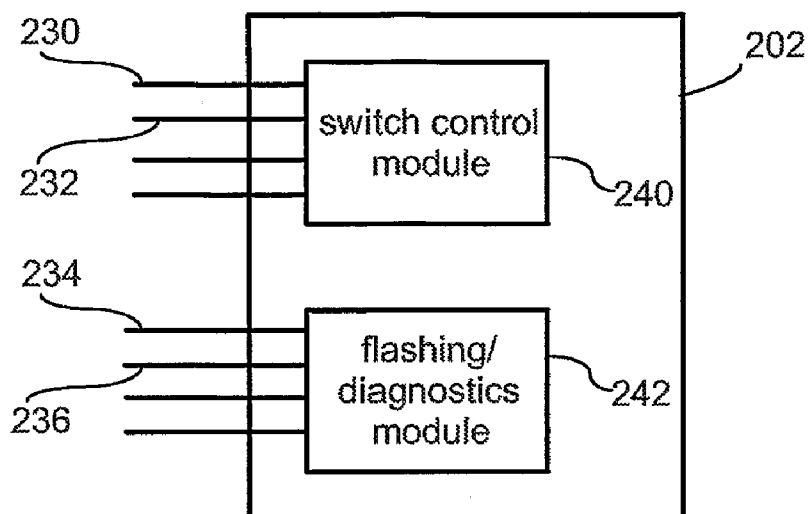 230
202
switch control
module
232
240
234
flashing/
diagnostics
module
236
242